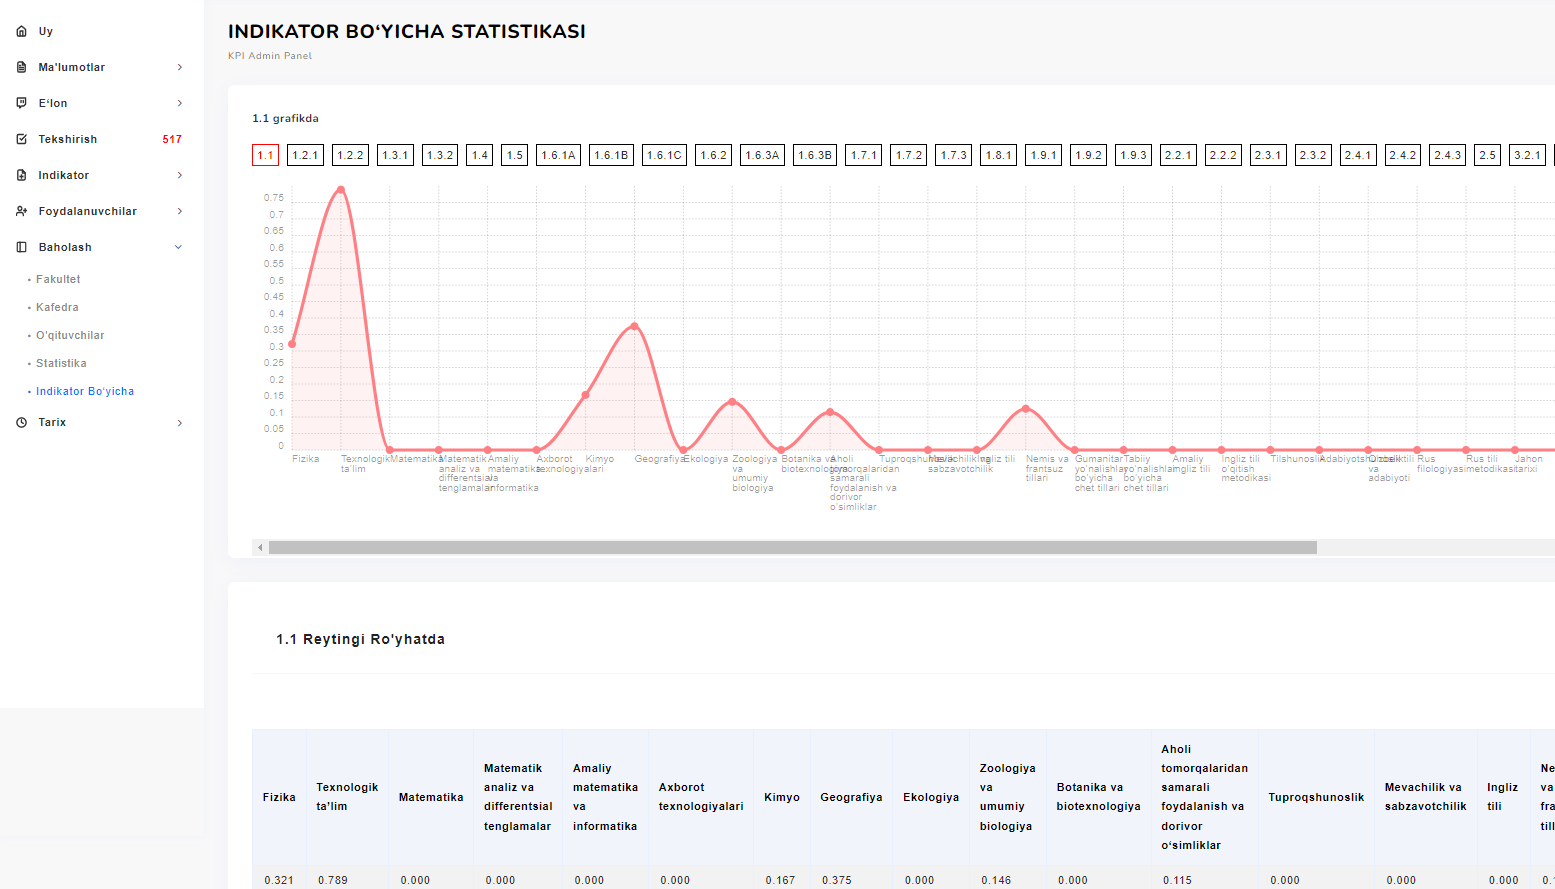 Uy
Ma'lumotlar
E‘lon
Tekshirish 517
Indikator
Foydalanuvchilar
Baholash
Fakultet
Kafedra
O'qituvchilar
Statistika
Indikator Bo‘yicha
Tarix
INDIKATOR BO‘YICHA STATISTIKASI
KPI Admin Panel
1.1 grafikda
1.1 1.2.1 1.2.2 1.3.1 1.3.2 1.4 1.5 1.6.1A 1.6.1B 1.6.1C 1.6.2 1.6.3A 1.6.3B 1.7.1 1.7.2 1.7.3 1.8.1 1.9.1 1.9.2 1.9.3 2.2.1 2.2.2 2.3.1 2.3.2 2.4.1 2.4.2 2.4.3 2.5 3.2.1
0.75
0.7
0.65
0.6
0.55
0.5
0.45
0.4
0.35
0.3
0.25
0.2
0.15
0.1
0.05
0
Fizika
Texnologik
ta’lim
Matematika
Matematik
analiz va
differensial
tenglamalar
Amaliy
matematika
va
informatika
Axborot
texnologiyalari
Kimyo
Geografiya
Ekologiya
Zoologiya
va
umumiy
biologiya
Botanika va
biotexnologiya
Aholi
tomorqalaridan
samarali
foydalanish va
dorivor
o‘simliklar
Tuproqshunoslik
Mevachilik va
sabzavotchilik
Ingliz tili
Nemis va
frantsuz
tillari
Gumanitar
yo‘nalishlar
bo‘yicha
chet tillari
Tabiiy
yo‘nalishlar
bo‘yicha
chet tillari
Amaliy
ingliz tili
Ingliz tili
o‘qitish
metodikasi
Tilshunoslik
Adabiyotshunoslik
O‘zbek tili
va
adabiyoti
Rus
filologiyasi
Rus tili
metodikasi
Jahon
tarixi
1.1 Reytingi Ro'yhatda
Fizika
Texnologik
ta’lim
Matematika
Matematik
analiz va
differentsial
tenglamalar
Amaliy
matematika
va
informatika
Axborot
texnologiyalari
Kimyo
Geografiya
Ekologiya
Zoologiya
va
umumiy
biologiya
Botanika va
biotexnologiya
Aholi
tomorqalaridan
samarali
foydalanish va
dorivor
o‘simliklar
Tuproqshunoslik
Mevachilik va
sabzavotchilik
Ingliz
tili
0.321 0.789 0.000 0.000 0.000 0.000 0.167 0.375 0.000 0.146 0.000 0.115 0.000 0.000 0.000